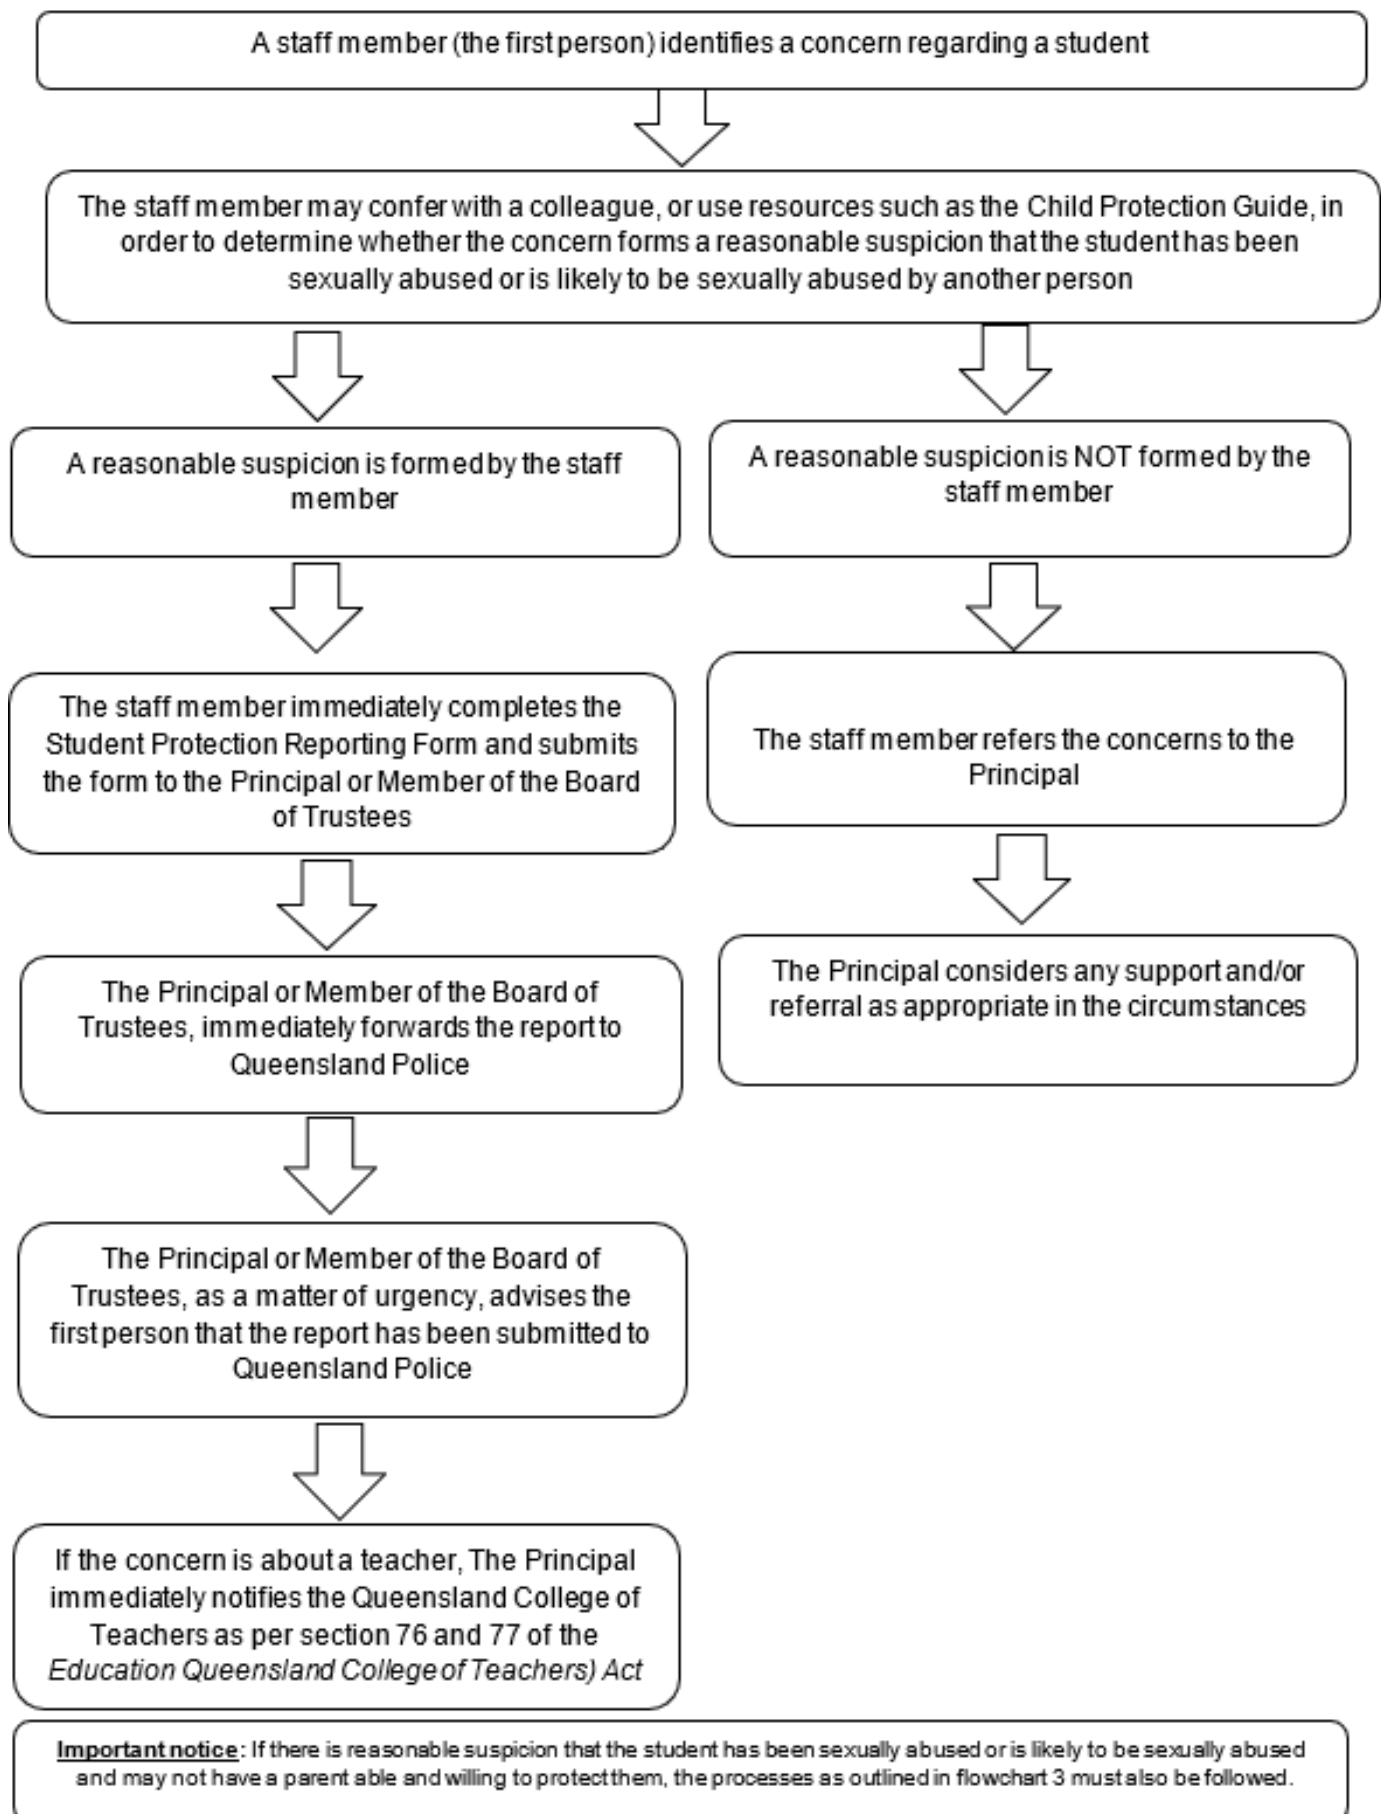 A staff member (the first person) identifies a concern regarding a student
The staff member may confer with a colleague, or use resources such as the Child Protection Guide, in
order to determine whether the concern forms a reasonable suspicion that the student has been
sexually abused or is likely to be sexually abused by another person
A reasonable suspicion is formed by the staff
member
A reasonable suspicion is NOT formed by the
staff member
The staff member immediately completes the
Student Protection Reporting Form and submits
the form to the Principal or Member of the Board
of Trustees
The staff member refers the concerns to the
Principal
The Principal or Member of the Board of
Trustees, immediately forwards the report to
Queensland Police
The Principal considers any support and/or
referral as appropriate in the circumstances
The Principal or Member of the Board of
Trustees, as a matter of urgency, advises the
first person that the report has been submitted to
Queensland Police
If the concern is about a teacher, The Principal
immediately notifies the Queensland College of
Teachers as per section 76 and 77 of the
Education Queensland College of Teachers) Act
Important notice: If there is reasonable suspicion that the student has been sexually abused or is likely to be sexually abused
and may not have a parent able and willing to protect them, the processes as outlined in flowchart 3 must also be followed.